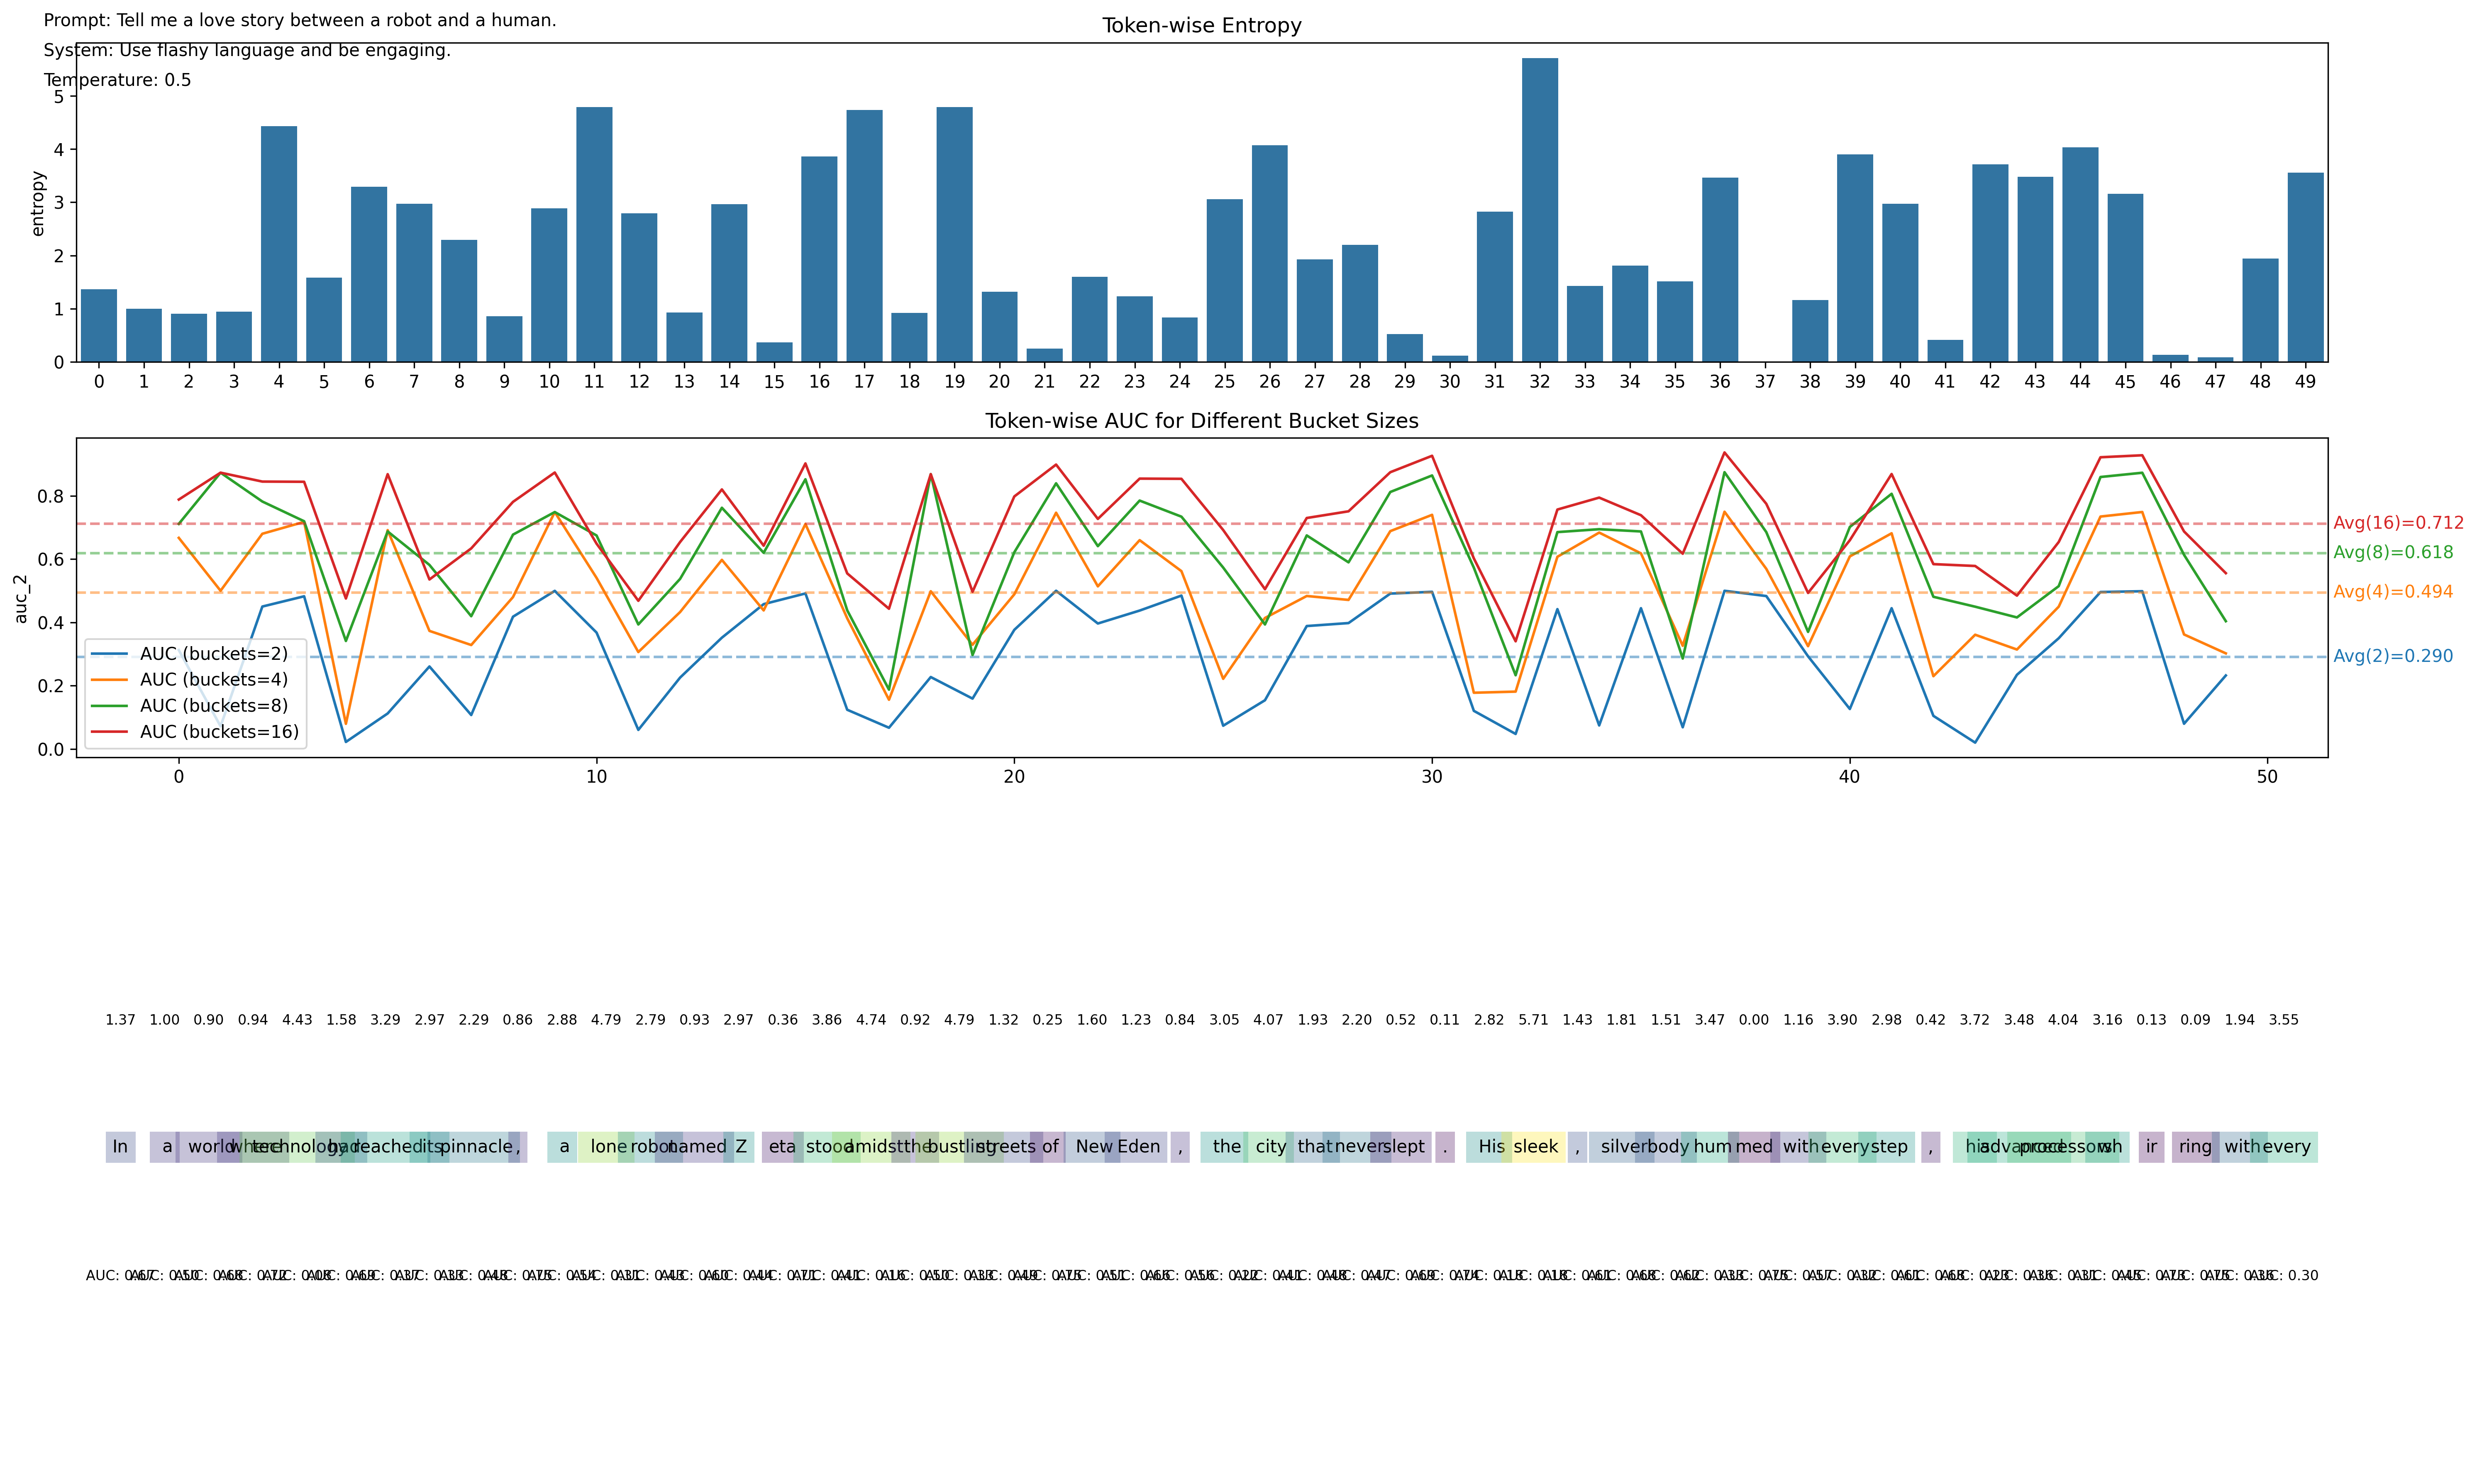 Prompt: Tell me a love story between a robot and a human.
System: Use flashy language and be engaging.
Temperature: 0.5
Token-wise Entropy
entropy
5
4
3
2
1
0
0 1 2 3 4 5 6 7 8 9 10 11 12 13 14 15 16 17 18 19 20 21 22 23 24 25 26 27 28 29 30 31 32 33 34 35 36 37 38 39 40 41 42 43 44 45 46 47 48 49
Token-wise AUC for Different Bucket Sizes
auc_2
0.8
0.6
0.4
0.2
0.0
AUC (buckets=2)
AUC (buckets=4)
AUC (buckets=8)
AUC (buckets=16)
Avg(16)=0.712
Avg(8)=0.618
Avg(4)=0.494
Avg(2)=0.290
0 10 20 30 40 50
1.37 1.00 0.90 0.94 4.43 1.58 3.29 2.97 2.29 0.86 2.88 4.79 2.79 0.93 2.97 0.36 3.86 4.74 0.92 4.79 1.32 0.25 1.60 1.23 0.84 3.05 4.07 1.93 2.20 0.52 0.11 2.82 5.71 1.43 1.81 1.51 3.47 0.00 1.16 3.90 2.98 0.42 3.72 3.48 4.04 3.16 0.13 0.09 1.94 3.55
In a world where technology had reached its pinnacle , a lone robot named Z eta stood amidst the bustling streets of New Eden , the city that never slept . His sleek , silver body hum med with every step , his advanced processors wh ir ring with every